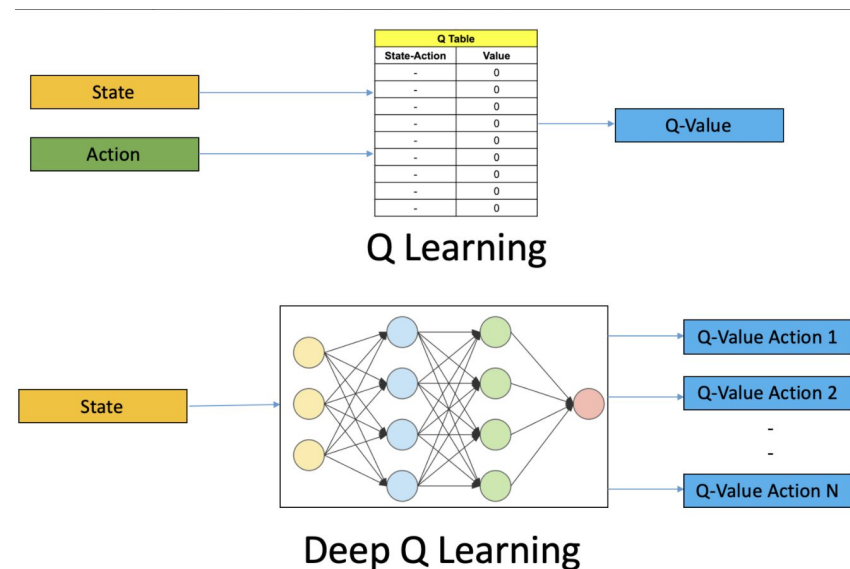 Q Table
State-Action Value
- 0
- 0
- 0
- 0
- 0
- 0
- 0
- 0
- 0
State
Action
Q-Value
Q Learning
State
Q-Value Action 1
Q-Value Action 2
-
-
Q-Value Action N
Deep Q Learning